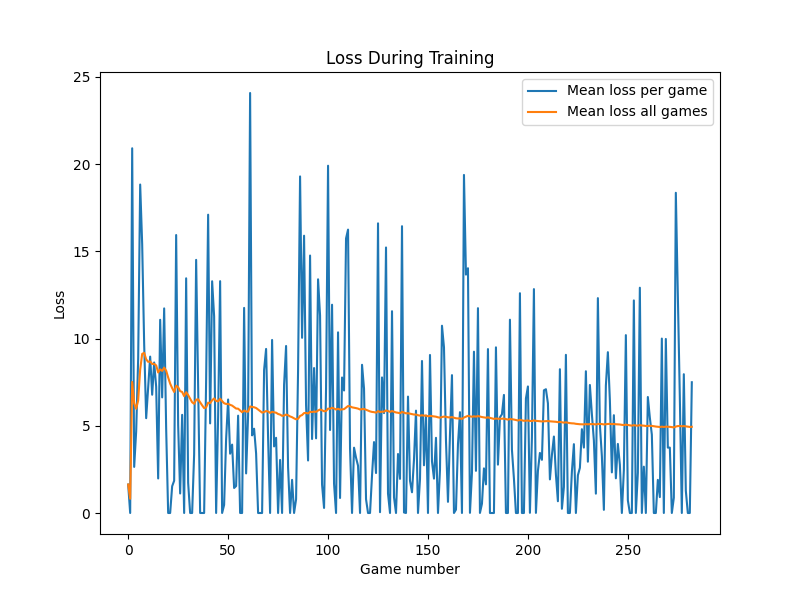 Loss During Training
Mean loss per game
Mean loss all games
25
20
15
10
5
0
Loss
0 50 100 150 200 250
Game number